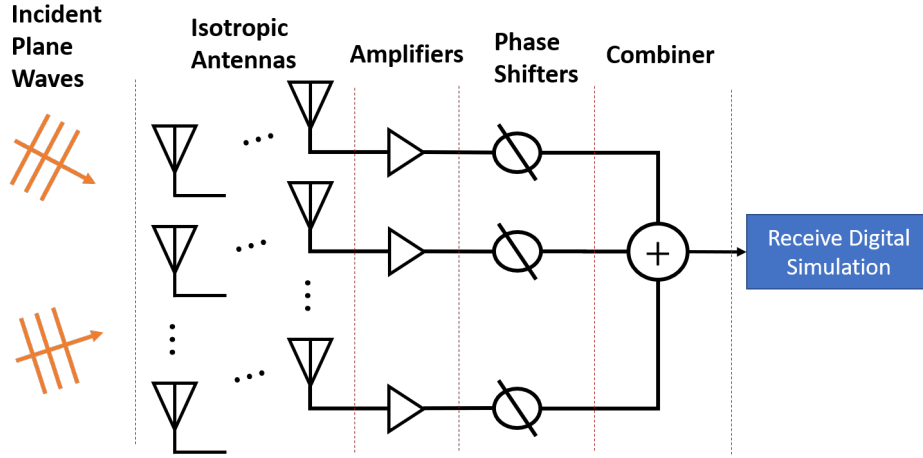 Incident
Plane
Waves
Isotropic
Antennas
Amplifiers
Phase
Shifters
Combiner
+
Receive Digital
Simulation